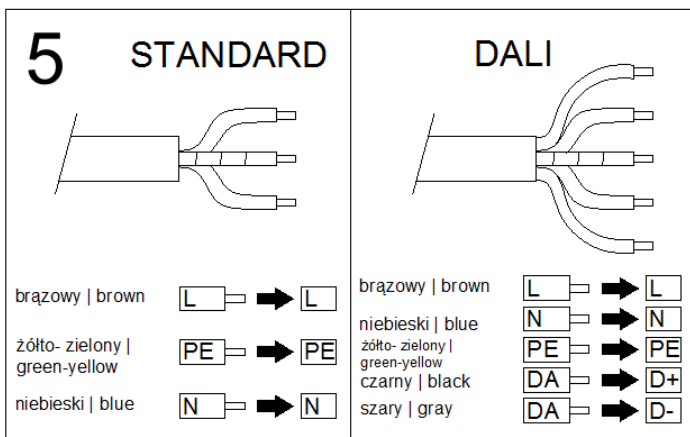 5 STANDARD
brązowy | brown L L
żółto- zielony |
green-yellow PE PE
niebieski | blue N N
DALI
brązowy | brown L L
niebieski | blue N N
żółto- zielony |
green-yellow PE PE
czarny | black DA D+
szary | gray DA D-